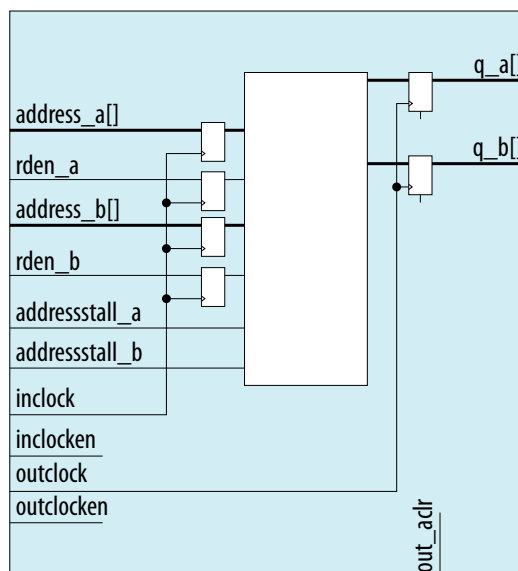 q_a[]
address_a[]
q_b[]
rden_a
address_b[]
rden_b
addressstall_a
addressstall_b
inclock
inclocken
outclock
outclocken
out_aclr